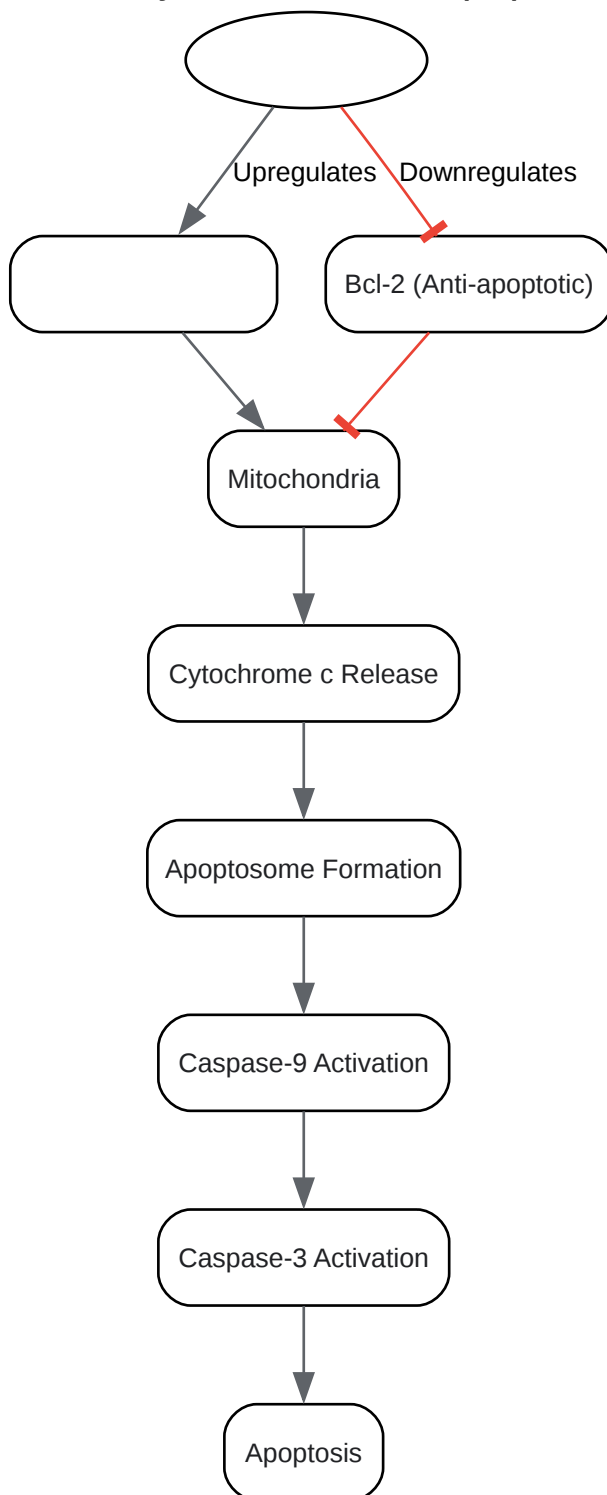 Upregulates
Downregulates
Bcl-2 (Anti-apoptotic)
Mitochondria
Cytochrome c Release
Apoptosome Formation
Caspase-9 Activation
Caspase-3 Activation
Apoptosis